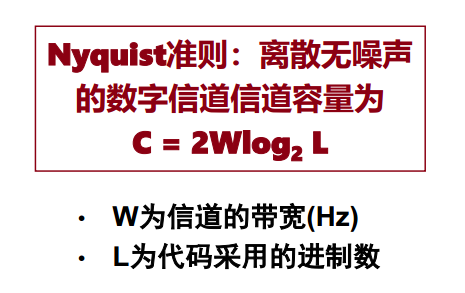 Nyquist准则：离散无噪声
的数字信道信道容量为
C = 2Wlog₂ L
• W为信道的带宽(Hz)
• L为代码采用的进制数